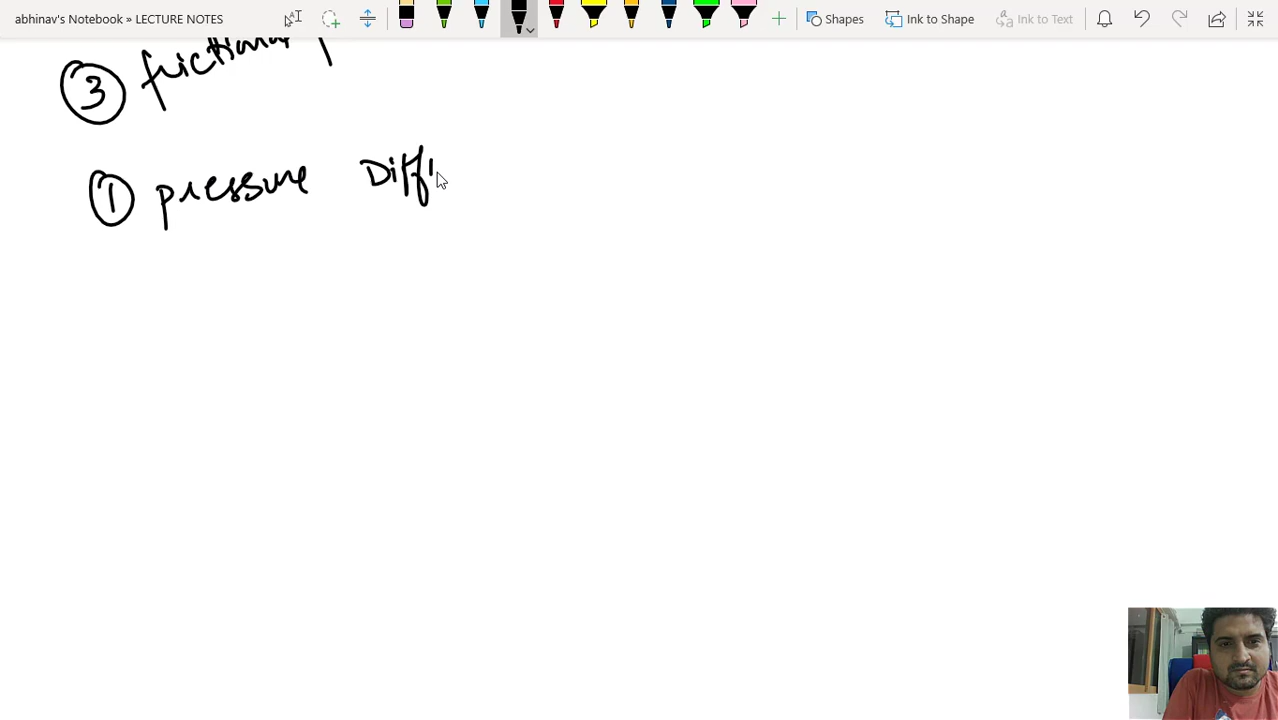 abhinav's Notebook » LECTURE NOTES
Shapes
Ink to Shape
Ink to Text
③ frictional
① pressure Diff